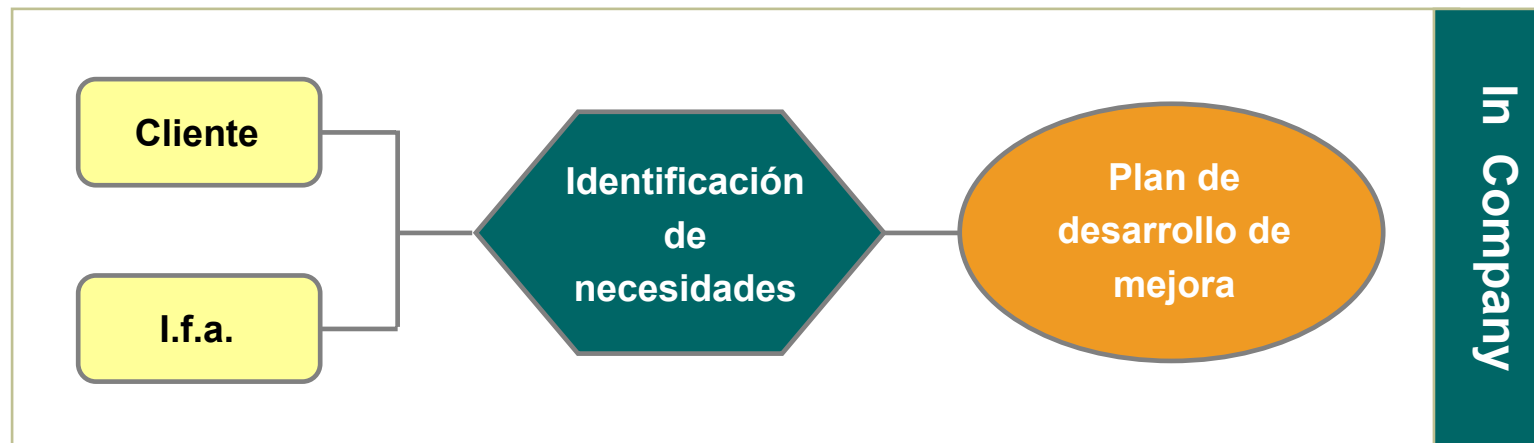 Cliente
I.f.a.
Identificación
de
necesidades
Plan de
desarrollo de
mejora
In Company